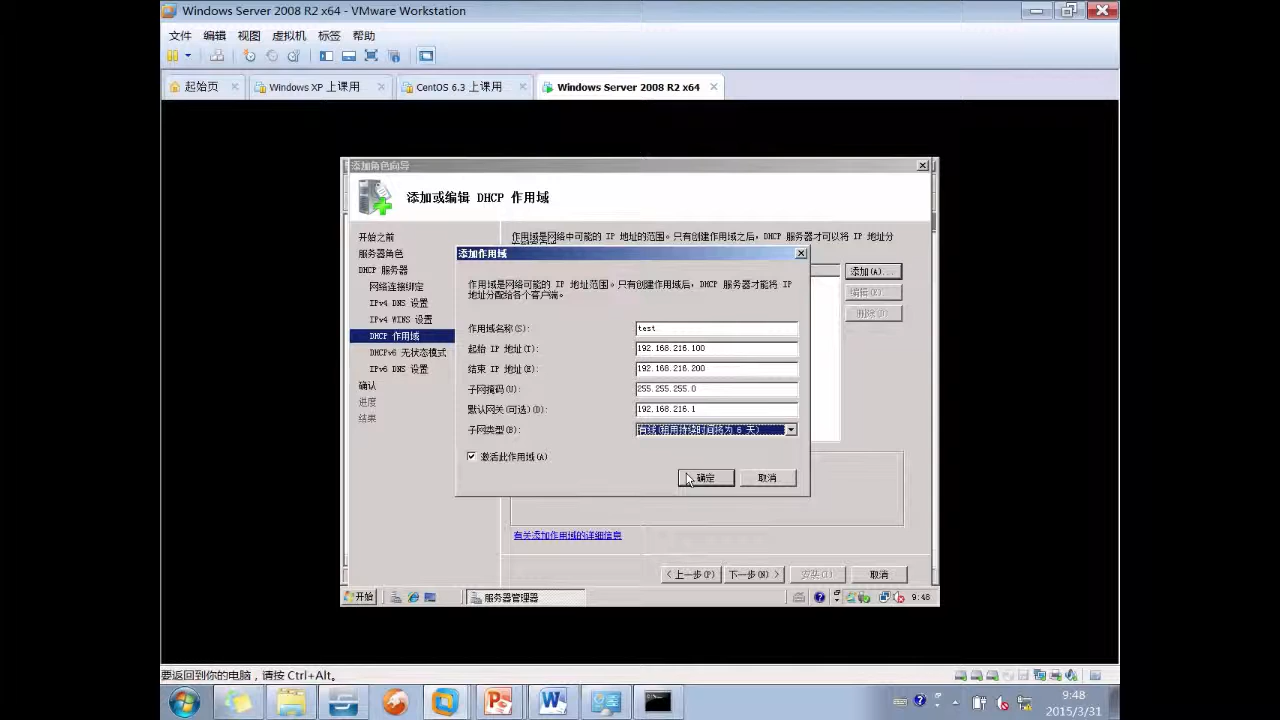 Windows Server 2008 R2 x64 - VMware Workstation
文件 编辑 视图 虚拟机 标签 帮助
起始页 Windows XP 上课用 CentOS 6.3 上课用 Windows Server 2008 R2 x64
添加角色向导
添加或编辑 DHCP 作用域
开始之前
服务器角色
DHCP 服务器
网络连接绑定
IPv4 DNS 设置
IPv4 WINS 设置
DHCP 作用域
DHCPv6 无状态模式
IPv6 DNS 设置
确认
进度
结果
作用域是网络中可能的 IP 地址的范围。只有创建作用域之后，DHCP 服务器才可以将 IP 地址分
添加(A)...
编辑(E)...
删除(D)
添加作用域
作用域是网络可能的 IP 地址范围。只有创建作用域后，DHCP 服务器才能将 IP
地址分配给各个客户端。
作用域名称(S): test
起始 IP 地址(T): 192.168.216.100
结束 IP 地址(E): 192.168.216.200
子网掩码(U): 255.255.255.0
默认网关(可选)(D): 192.168.216.1
子网类型(B): 有线(租用持续时间将为 6 天)
激活此作用域(A)
确定 取消
有关添加作用域的详细信息
< 上一步(P) 下一步(N) > 安装(I) 取消
开始 服务器管理器 9:48
要返回到你的电脑，请按 Ctrl+Alt。
9:48
2015/3/31